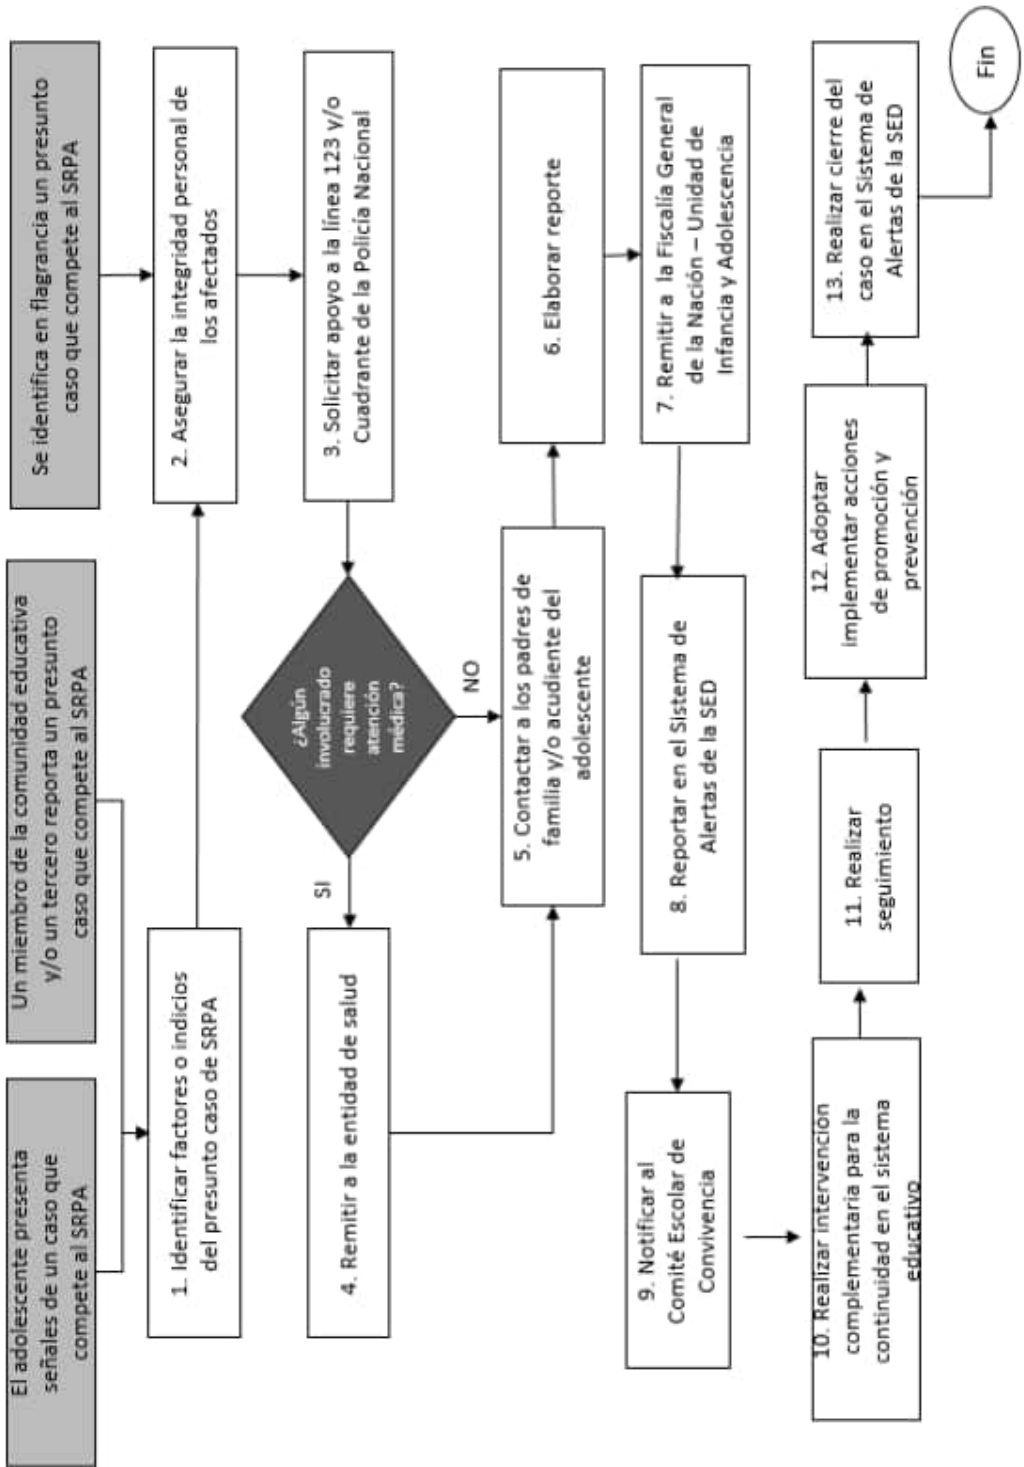 El adolescente presenta
señales de un caso que
compete al SRPA
Un miembro de la comunidad educativa
y/o un tercero reporta un presunto
caso que compete al SRPA
Se identifica en flagrancia un presunto
caso que compete al SRPA
1. Identificar factores o indicios
del presunto caso de SRPA
2. Asegurar la integridad personal de
los afectados
3. Solicitar apoyo a la línea 123 y/o
Cuadrante de la Policía Nacional
¿Algún
involucrado
requiere
atención
médica?
SI
NO
4. Remitir a la entidad de salud
5. Contactar a los padres de
familia y/o acudiente del
adolescente
6. Elaborar reporte
7. Remitir a la Fiscalía General
de la Nación – Unidad de
Infancia y Adolescencia
8. Reportar en el Sistema de
Alertas de la SED
9. Notificar al
Comité Escolar de
Convivencia
10. Realizar intervención
complementaria para la
continuidad en el sistema
educativo
11. Realizar
seguimiento
12. Adoptar
implementar acciones
de promoción y
prevención
13. Realizar cierre del
caso en el Sistema de
Alertas de la SED
Fin